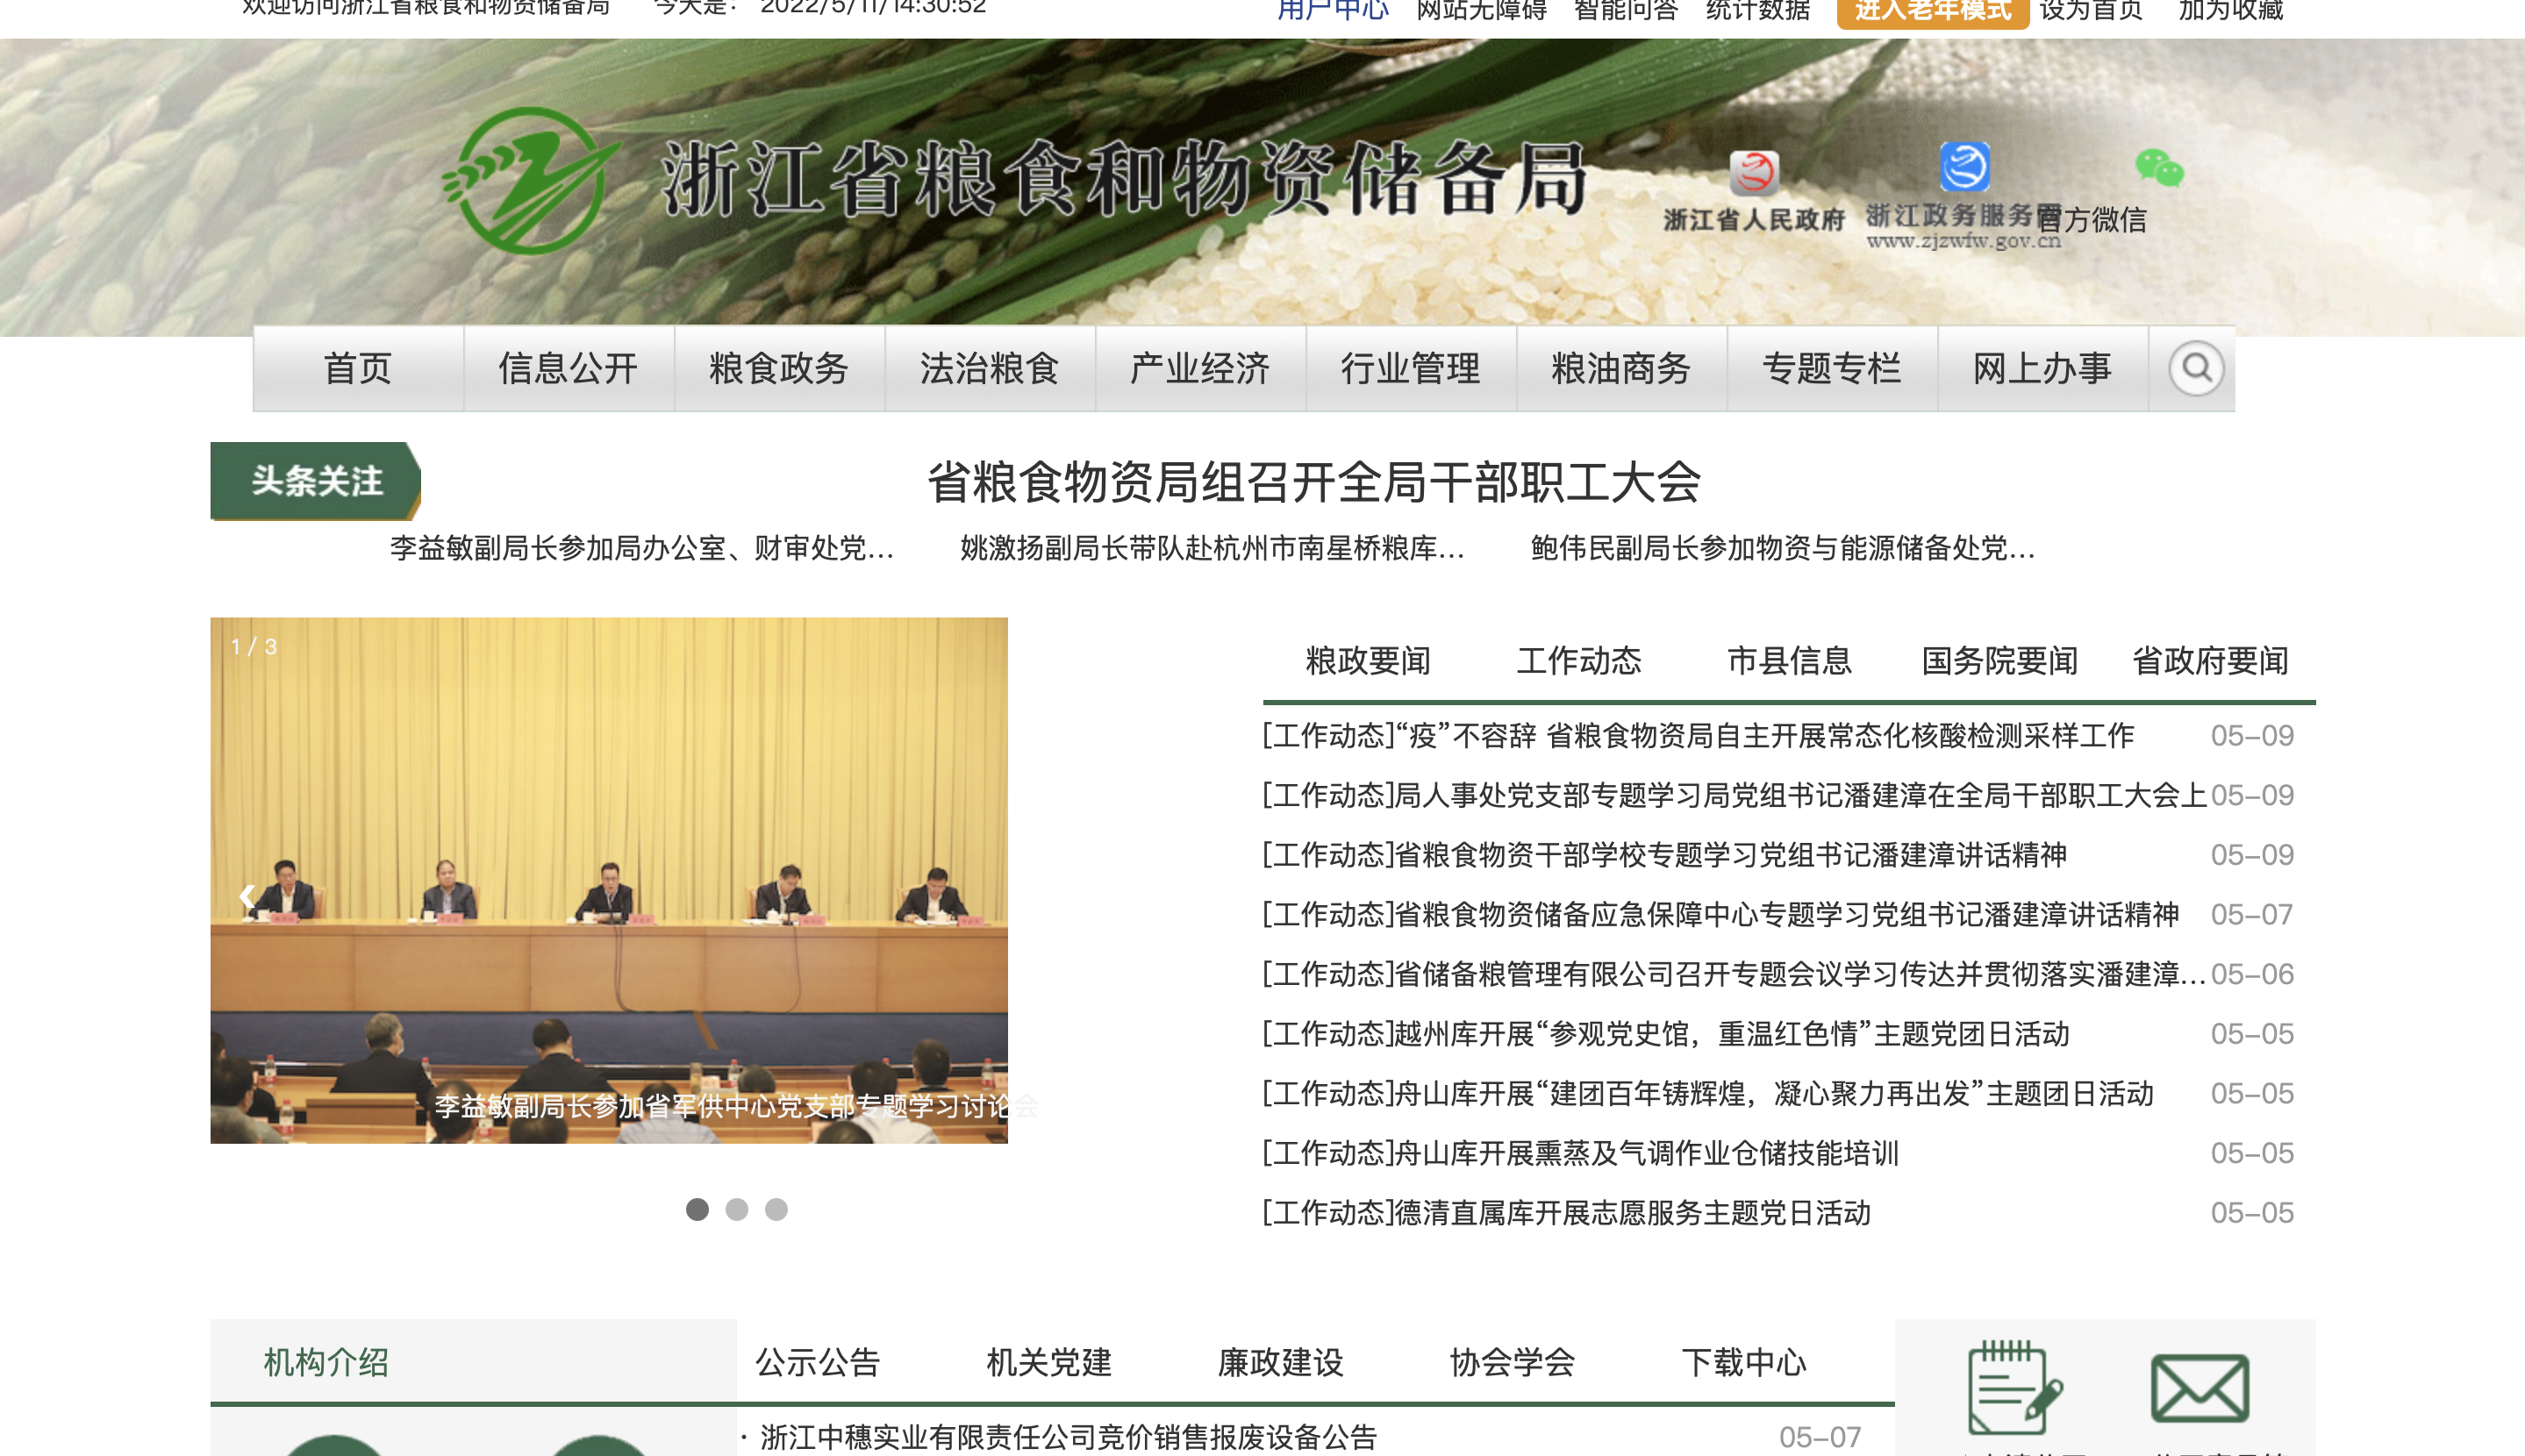 欢迎访问浙江省粮食和物资储备局 今天是： 2022/5/11/14:30:52
用户中心 网站无障碍 智能问答 统计数据 进入老年模式 设为首页 加为收藏
浙江省粮食和物资储备局
浙江省人民政府 浙江政务服务网 官方微信
www.zjzwfw.gov.cn
首页 信息公开 粮食政务 法治粮食 产业经济 行业管理 粮油商务 专题专栏 网上办事
头条关注
省粮食物资局组召开全局干部职工大会
李益敏副局长参加局办公室、财审处党... 姚激扬副局长带队赴杭州市南星桥粮库... 鲍伟民副局长参加物资与能源储备处党...
1 / 3
李益敏副局长参加省军供中心党支部专题学习讨论会
粮政要闻 工作动态 市县信息 国务院要闻 省政府要闻
[工作动态]“疫”不容辞 省粮食物资局自主开展常态化核酸检测采样工作 05-09
[工作动态]局人事处党支部专题学习局党组书记潘建漳在全局干部职工大会上 05-09
[工作动态]省粮食物资干部学校专题学习党组书记潘建漳讲话精神 05-09
[工作动态]省粮食物资储备应急保障中心专题学习党组书记潘建漳讲话精神 05-07
[工作动态]省储备粮管理有限公司召开专题会议学习传达并贯彻落实潘建漳... 05-06
[工作动态]越州库开展“参观党史馆，重温红色情”主题党团日活动 05-05
[工作动态]舟山库开展“建团百年铸辉煌，凝心聚力再出发”主题团日活动 05-05
[工作动态]舟山库开展熏蒸及气调作业仓储技能培训 05-05
[工作动态]德清直属库开展志愿服务主题党日活动 05-05
机构介绍
公示公告 机关党建 廉政建设 协会学会 下载中心
· 浙江中穗实业有限责任公司竞价销售报废设备公告 05-07